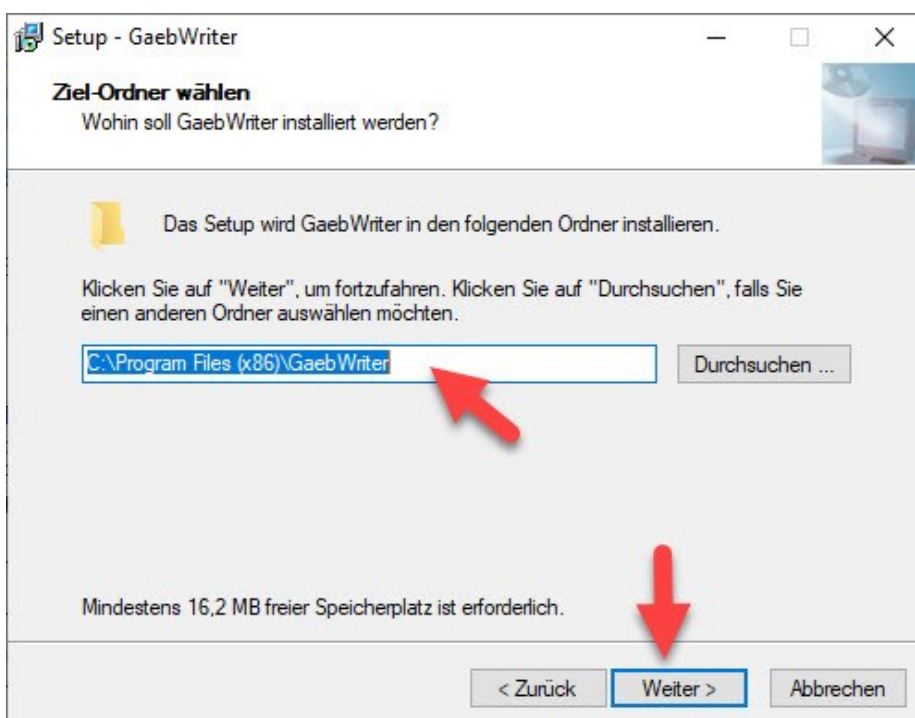 Setup - GaebWriter
Ziel-Ordner wählen
Wohin soll GaebWriter installiert werden?
Das Setup wird GaebWriter in den folgenden Ordner installieren.
Klicken Sie auf "Weiter", um fortzufahren. Klicken Sie auf "Durchsuchen", falls Sie
einen anderen Ordner auswählen möchten.
C:\Program Files (x86)\GaebWriter
Durchsuchen ...
Mindestens 16,2 MB freier Speicherplatz ist erforderlich.
< Zurück
Weiter >
Abbrechen